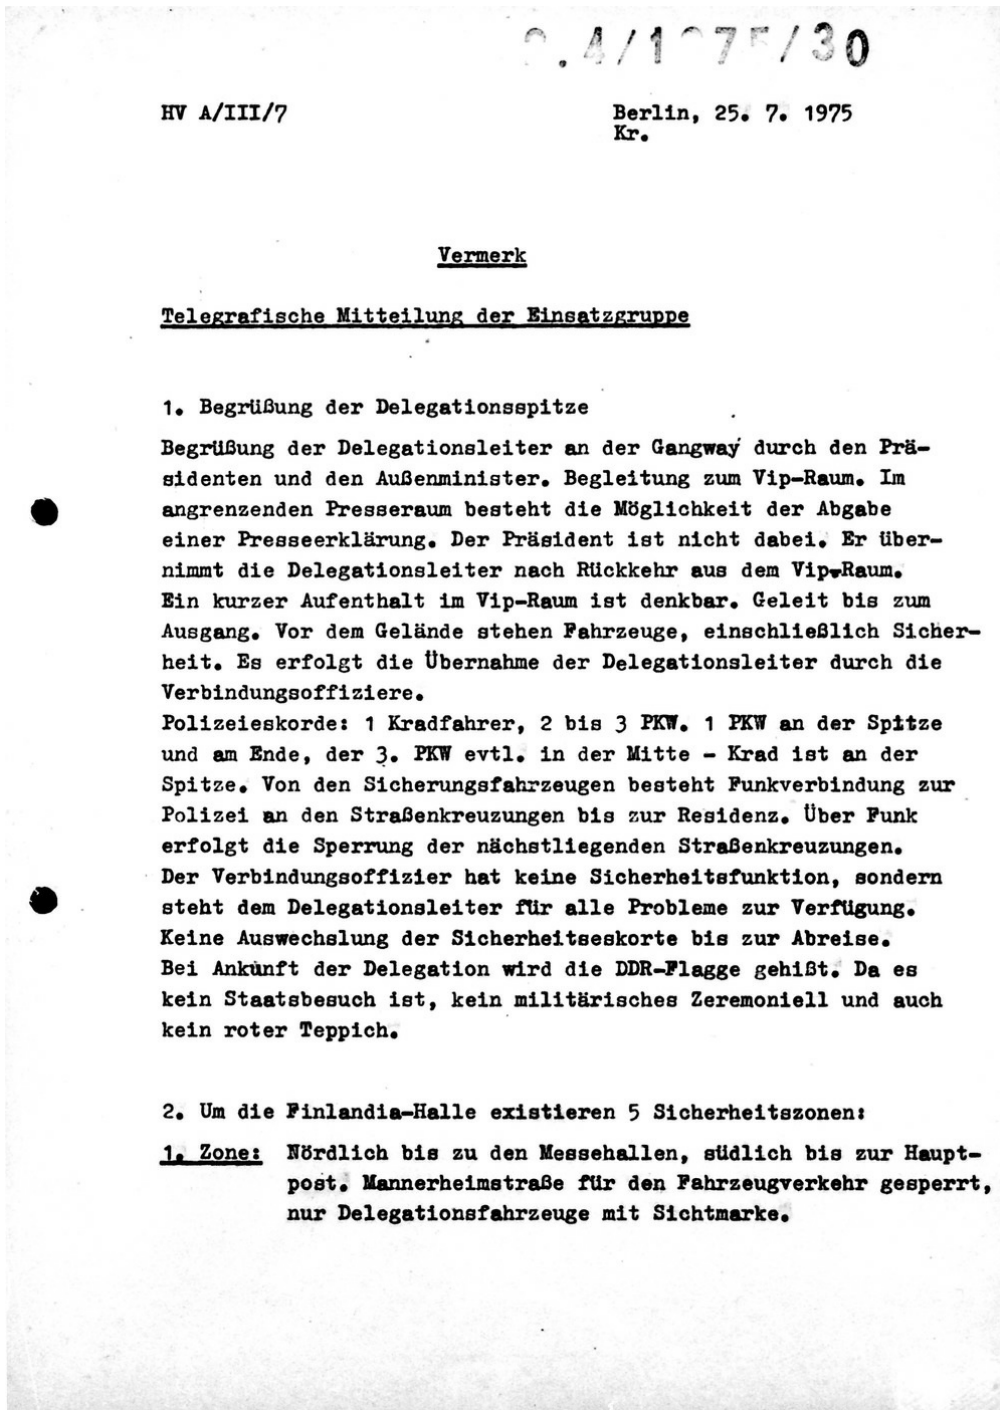 .4/1975/30
HV A/III/7
Berlin, 25. 7. 1975
Kr.
Vermerk
Telegrafische Mitteilung der Einsatzgruppe
1. Begrüßung der Delegationsspitze
Begrüßung der Delegationsleiter an der Gangway durch den Prä-
sidenten und den Außenminister. Begleitung zum Vip-Raum. Im
angrenzenden Presseraum besteht die Möglichkeit der Abgabe
einer Presseerklärung. Der Präsident ist nicht dabei. Er über-
nimmt die Delegationsleiter nach Rückkehr aus dem Vip-Raum.
Ein kurzer Aufenthalt im Vip-Raum ist denkbar. Geleit bis zum
Ausgang. Vor dem Gelände stehen Fahrzeuge, einschließlich Sicher-
heit. Es erfolgt die Übernahme der Delegationsleiter durch die
Verbindungsoffiziere.
Polizeieskorde: 1 Kradfahrer, 2 bis 3 PKW. 1 PKW an der Spitze
und am Ende, der 3. PKW evtl. in der Mitte - Krad ist an der
Spitze. Von den Sicherungsfahrzeugen besteht Funkverbindung zur
Polizei an den Straßenkreuzungen bis zur Residenz. Über Funk
erfolgt die Sperrung der nächstliegenden Straßenkreuzungen.
Der Verbindungsoffizier hat keine Sicherheitsfunktion, sondern
steht dem Delegationsleiter für alle Probleme zur Verfügung.
Keine Auswechslung der Sicherheitseskorte bis zur Abreise.
Bei Ankunft der Delegation wird die DDR-Flagge gehißt. Da es
kein Staatsbesuch ist, kein militärisches Zeremoniell und auch
kein roter Teppich.
2. Um die Finlandia-Halle existieren 5 Sicherheitszonen:
1. Zone: Nördlich bis zu den Messehallen, südlich bis zur Haupt-
post. Mannerheimstraße für den Fahrzeugverkehr gesperrt,
nur Delegationsfahrzeuge mit Sichtmarke.